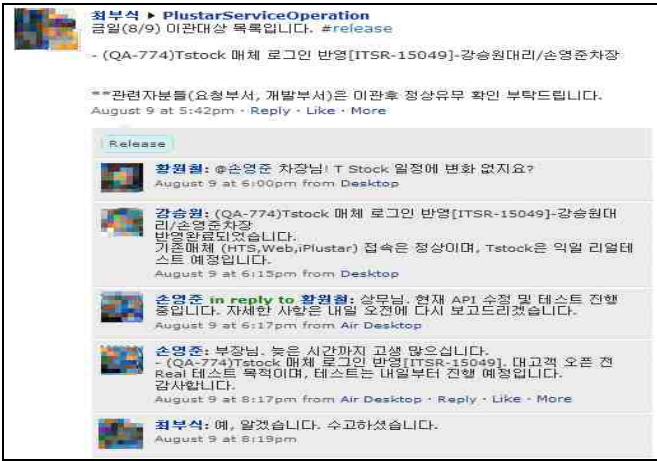 최부식 ▸ PlustarServiceOperation
금일(8/9) 이관대상 목록입니다. #release
- (QA-774)Tstock 매체 로그인 반영[ITSR-15049]-강승원대리/손영준차장
**관련자분들(요청부서, 개발부서)은 이관후 정상유무 확인 부탁드립니다.
August 9 at 5:42pm · Reply · Like · More
Release
황원철: @손영준 차장님! T Stock 일정에 변화 없지요?
August 9 at 6:00pm from Desktop
강승원: (QA-774)Tstock 매체 로그인 반영[ITSR-15049]-강승원대
리/손영준차장
반영완료되었습니다.
기존매체 (HTS,Web,iPlustar) 접속은 정상이며, Tstock은 익일 리얼테
스트 예정입니다.
August 9 at 6:15pm from Desktop
손영준 in reply to 황원철: 상무님. 현재 API 수정 및 테스트 진행
중입니다. 자세한 사항은 내일 오전에 다시 보고드리겠습니다.
August 9 at 6:17pm from Air Desktop
손영준: 부장님. 늦은 시간까지 고생 많으십니다.
- (QA-774)Tstock 매체 로그인 반영[ITSR-15049], 대고객 오픈 전
Real 테스트 목적이며, 테스트는 내일부터 진행 예정입니다.
감사합니다.
August 9 at 8:17pm from Air Desktop · Reply · Like · More
최부식: 예, 알겠습니다. 수고하셨습니다.
August 9 at 8:19pm